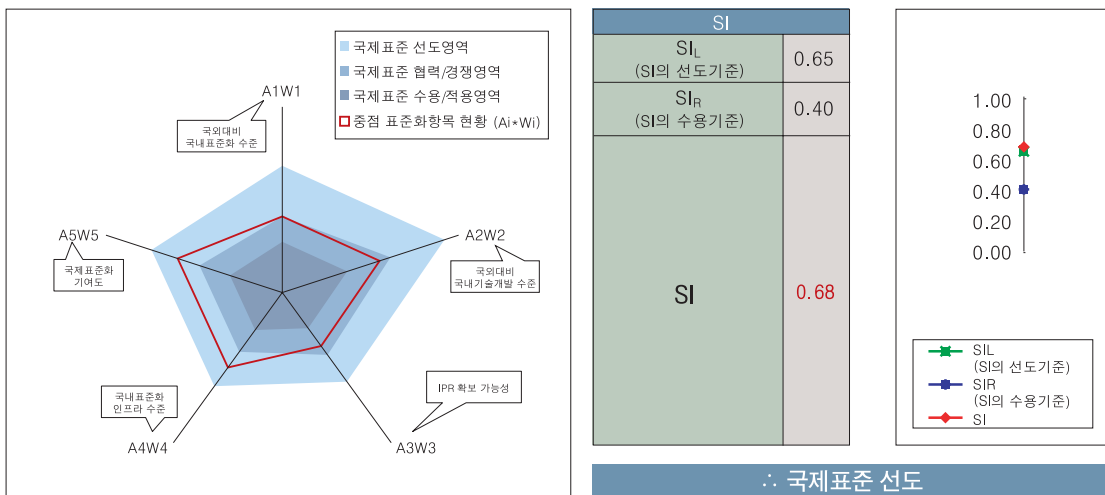 국제표준 선도영역
국제표준 협력/경쟁영역
국제표준 수용/적용영역
중점 표준화항목 현황 (Ai*Wi)
A1W1
국외대비
국내표준화 수준
A2W2
국외대비
국내기술개발 수준
A5W5
국제표준화
기여도
국내표준화
인프라 수준
A4W4
IPR 확보 가능성
A3W3
SI
SIL
(SI의 선도기준)
0.65
SIR
(SI의 수용기준)
0.40
SI
0.68
1.00
0.80
0.60
0.40
0.20
0.00
SIL
(SI의 선도기준)
SIR
(SI의 수용기준)
SI
∴ 국제표준 선도